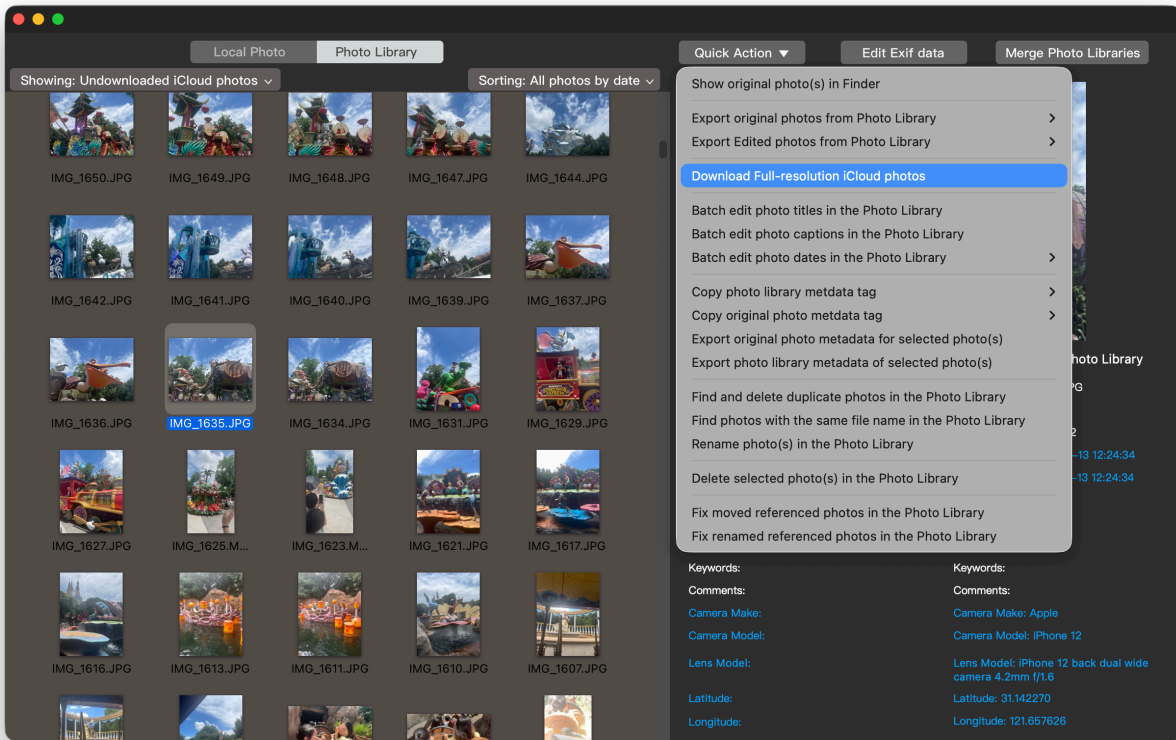 Local Photo
Photo Library
Quick Action ▼
Edit Exif data
Merge Photo Libraries
Showing: Undownloaded iCloud photos
Sorting: All photos by date
Show original photo(s) in Finder
Export original photos from Photo Library
Export Edited photos from Photo Library
Download Full-resolution iCloud photos
Batch edit photo titles in the Photo Library
Batch edit photo captions in the Photo Library
Batch edit photo dates in the Photo Library
Copy photo library metdata tag
Copy original photo metdata tag
Export original photo metadata for selected photo(s)
Export photo library metadata of selected photo(s)
Find and delete duplicate photos in the Photo Library
Find photos with the same file name in the Photo Library
Rename photo(s) in the Photo Library
Delete selected photo(s) in the Photo Library
Fix moved referenced photos in the Photo Library
Fix renamed referenced photos in the Photo Library
IMG_1650.JPG
IMG_1649.JPG
IMG_1648.JPG
IMG_1647.JPG
IMG_1644.JPG
IMG_1642.JPG
IMG_1641.JPG
IMG_1640.JPG
IMG_1639.JPG
IMG_1637.JPG
IMG_1636.JPG
IMG_1635.JPG
IMG_1634.JPG
IMG_1631.JPG
IMG_1629.JPG
IMG_1627.JPG
IMG_1625.M...
IMG_1623.M...
IMG_1621.JPG
IMG_1617.JPG
IMG_1616.JPG
IMG_1613.JPG
IMG_1611.JPG
IMG_1610.JPG
IMG_1607.JPG
hoto Library
PG
2
-13 12:24:34
-13 12:24:34
Keywords:
Comments:
Camera Make:
Camera Model:
Lens Model:
Latitude:
Longitude:
Keywords:
Comments:
Camera Make: Apple
Camera Model: iPhone 12
Lens Model: iPhone 12 back dual wide
camera 4.2mm f/1.6
Latitude: 31.142270
Longitude: 121.657626